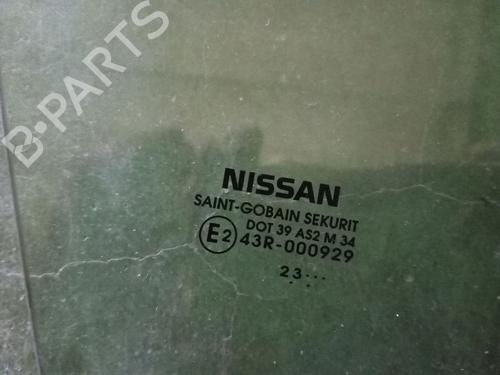 B-PARTS
NISSAN
SAINT-GOBAIN SEKURIT
DOT 39 AS2 M 34
E2 43R-000929
23...